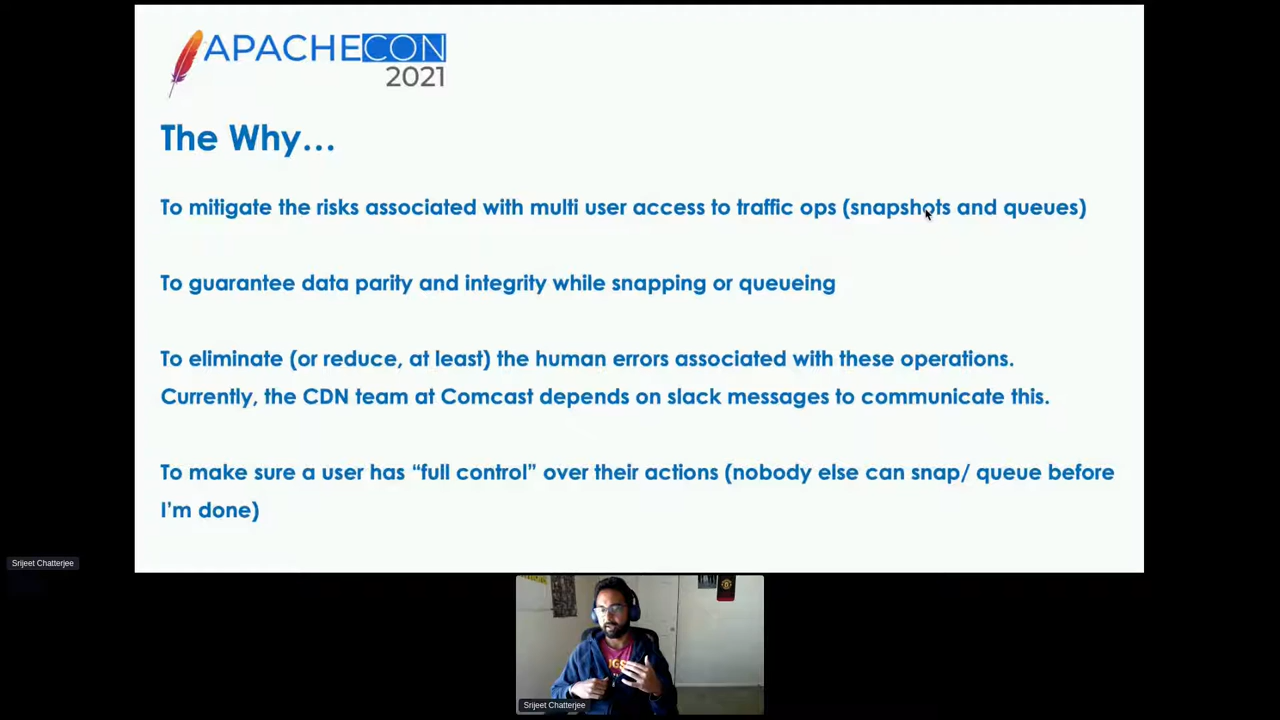 APACHECON
2021
The Why…
To mitigate the risks associated with multi user access to traffic ops (snapshots and queues)
To guarantee data parity and integrity while snapping or queueing
To eliminate (or reduce, at least) the human errors associated with these operations.
Currently, the CDN team at Comcast depends on slack messages to communicate this.
To make sure a user has “full control” over their actions (nobody else can snap/ queue before
I’m done)
Srijeet Chatterjee
Srijeet Chatterjee